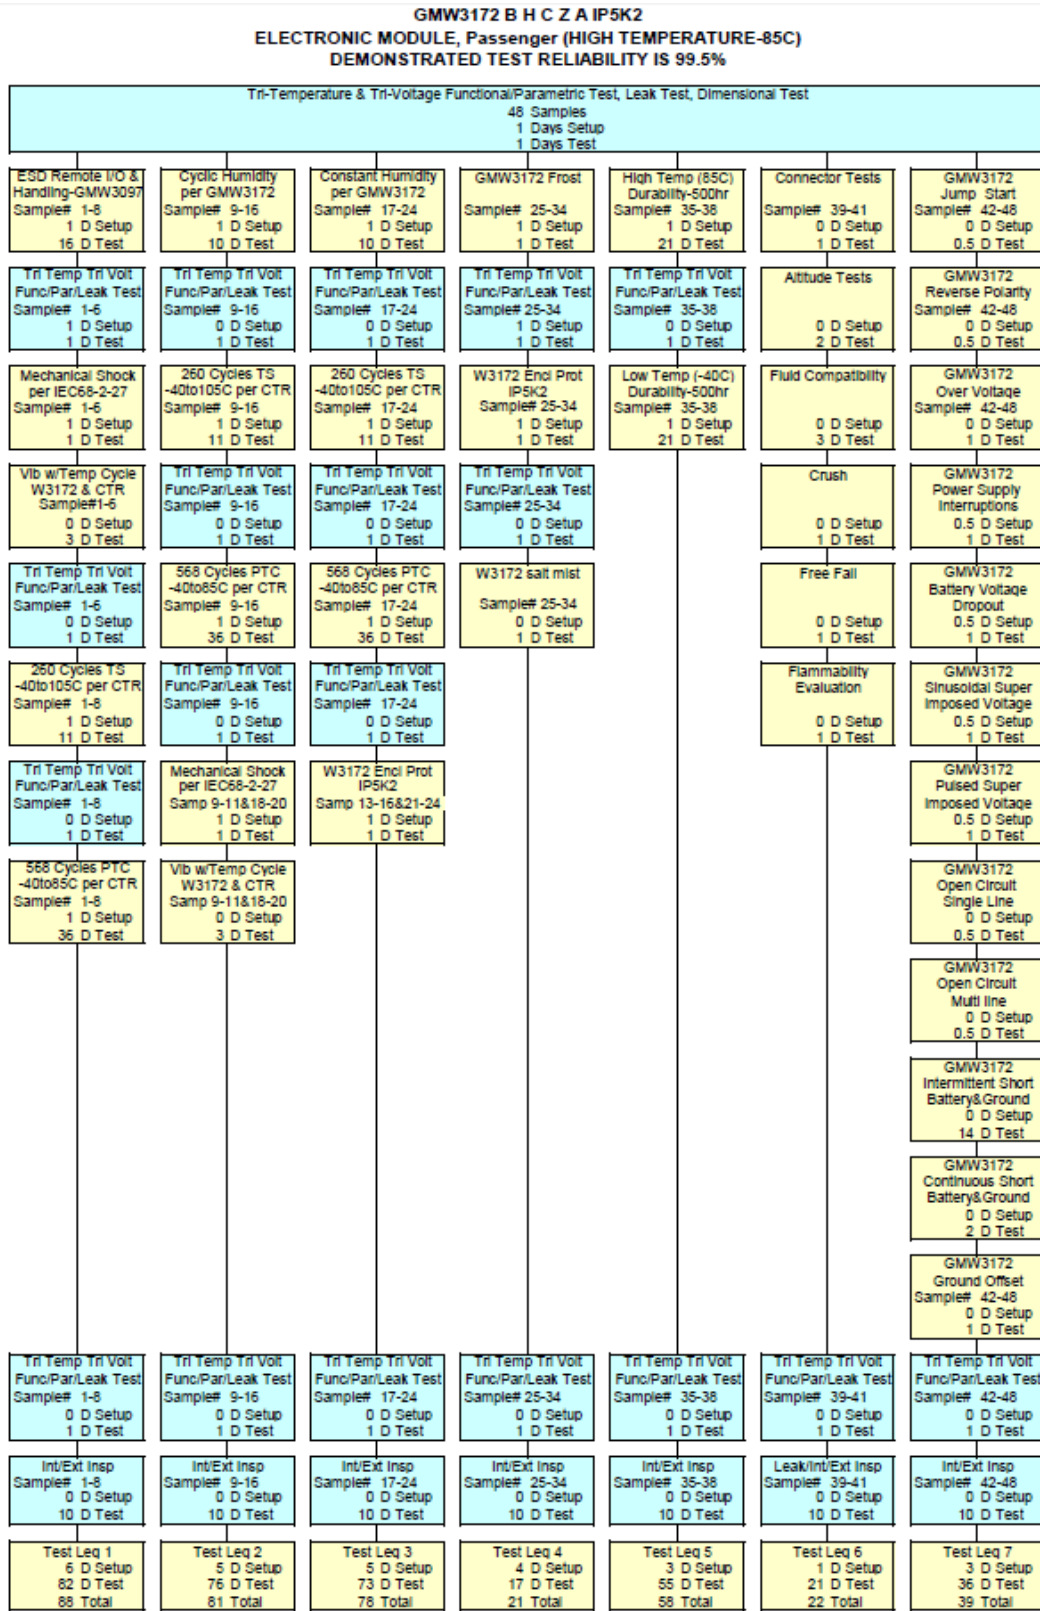 GMW3172 B H C Z A IP5K2
ELECTRONIC MODULE, Passenger (HIGH TEMPERATURE-85C)
DEMONSTRATED TEST RELIABILITY IS 99.5%
Tri-Temperature & Tri-Voltage Functional/Parametric Test, Leak Test, Dimensional Test
48 Samples
1 Days Setup
1 Days Test
ESD Remote I/O &
Handling-GMW3097
Sample# 1-8
1 D Setup
16 D Test
Tri Temp Tri Volt
Func/Par/Leak Test
Sample# 1-6
1 D Setup
1 D Test
Mechanical Shock
per IEC68-2-27
Sample# 1-6
1 D Setup
1 D Test
Vib w/Temp Cycle
W3172 & CTR
Sample#1-6
0 D Setup
3 D Test
Tri Temp Tri Volt
Func/Par/Leak Test
Sample# 1-6
0 D Setup
1 D Test
260 Cycles TS
-40to105C per CTR
Sample# 1-8
1 D Setup
11 D Test
Tri Temp Tri Volt
Func/Par/Leak Test
Sample# 1-8
0 D Setup
1 D Test
568 Cycles PTC
-40to85C per CTR
Sample# 1-8
1 D Setup
36 D Test
Tri Temp Tri Volt
Func/Par/Leak Test
Sample# 1-8
0 D Setup
1 D Test
Int/Ext Insp
Sample# 1-8
0 D Setup
10 D Test
Test Leg 1
6 D Setup
82 D Test
88 Total
Cyclic Humidity
per GMW3172
Sample# 9-16
1 D Setup
10 D Test
Tri Temp Tri Volt
Func/Par/Leak Test
Sample# 9-16
0 D Setup
1 D Test
260 Cycles TS
-40to105C per CTR
Sample# 9-16
1 D Setup
11 D Test
Tri Temp Tri Volt
Func/Par/Leak Test
Sample# 9-16
0 D Setup
1 D Test
568 Cycles PTC
-40to85C per CTR
Sample# 9-16
1 D Setup
36 D Test
Tri Temp Tri Volt
Func/Par/Leak Test
Sample# 9-16
0 D Setup
1 D Test
Mechanical Shock
per IEC68-2-27
Samp 9-11&18-20
1 D Setup
1 D Test
Vib w/Temp Cycle
W3172 & CTR
Samp 9-11&18-20
0 D Setup
3 D Test
Tri Temp Tri Volt
Func/Par/Leak Test
Sample# 9-16
0 D Setup
1 D Test
Int/Ext Insp
Sample# 9-16
0 D Setup
10 D Test
Test Leg 2
5 D Setup
76 D Test
81 Total
Constant Humidity
per GMW3172
Sample# 17-24
1 D Setup
10 D Test
Tri Temp Tri Volt
Func/Par/Leak Test
Sample# 17-24
0 D Setup
1 D Test
260 Cycles TS
-40to105C per CTR
Sample# 17-24
1 D Setup
11 D Test
Tri Temp Tri Volt
Func/Par/Leak Test
Sample# 17-24
0 D Setup
1 D Test
568 Cycles PTC
-40to85C per CTR
Sample# 17-24
1 D Setup
36 D Test
Tri Temp Tri Volt
Func/Par/Leak Test
Sample# 17-24
0 D Setup
1 D Test
W3172 Encl Prot
IP5K2
Samp 13-16&21-24
1 D Setup
1 D Test
Tri Temp Tri Volt
Func/Par/Leak Test
Sample# 17-24
0 D Setup
1 D Test
Int/Ext Insp
Sample# 17-24
0 D Setup
10 D Test
Test Leg 3
5 D Setup
73 D Test
78 Total
GMW3172 Frost
Sample# 25-34
1 D Setup
1 D Test
Tri Temp Tri Volt
Func/Par/Leak Test
Sample# 25-34
1 D Setup
1 D Test
W3172 Encl Prot
IP5K2
Sample# 25-34
1 D Setup
1 D Test
Tri Temp Tri Volt
Func/Par/Leak Test
Sample# 25-34
0 D Setup
1 D Test
W3172 salt mist
Sample# 25-34
0 D Setup
1 D Test
Tri Temp Tri Volt
Func/Par/Leak Test
Sample# 25-34
0 D Setup
1 D Test
Int/Ext Insp
Sample# 25-34
0 D Setup
10 D Test
Test Leg 4
4 D Setup
17 D Test
21 Total
High Temp (85C)
Durability-500hr
Sample# 35-38
1 D Setup
21 D Test
Tri Temp Tri Volt
Func/Par/Leak Test
Sample# 35-38
0 D Setup
1 D Test
Low Temp (-40C)
Durability-500hr
Sample# 35-38
1 D Setup
21 D Test
Tri Temp Tri Volt
Func/Par/Leak Test
Sample# 35-38
0 D Setup
1 D Test
Int/Ext Insp
Sample# 35-38
0 D Setup
10 D Test
Test Leg 5
3 D Setup
55 D Test
58 Total
Connector Tests
Sample# 39-41
0 D Setup
1 D Test
Altitude Tests
0 D Setup
2 D Test
Fluid Compatibility
0 D Setup
3 D Test
Crush
0 D Setup
1 D Test
Free Fall
0 D Setup
1 D Test
Flammability
Evaluation
0 D Setup
1 D Test
Tri Temp Tri Volt
Func/Par/Leak Test
Sample# 39-41
0 D Setup
1 D Test
Leak/Int/Ext Insp
Sample# 39-41
0 D Setup
10 D Test
Test Leg 6
1 D Setup
21 D Test
22 Total
GMW3172
Jump Start
Sample# 42-48
0 D Setup
0.5 D Test
GMW3172
Reverse Polarity
Sample# 42-48
0 D Setup
0.5 D Test
GMW3172
Over Voltage
Sample# 42-48
0 D Setup
1 D Test
GMW3172
Power Supply
Interruptions
0.5 D Setup
1 D Test
GMW3172
Battery Voltage
Dropout
0.5 D Setup
1 D Test
GMW3172
Sinusoidal Super
Imposed Voltage
0.5 D Setup
1 D Test
GMW3172
Pulsed Super
Imposed Voltage
0.5 D Setup
1 D Test
GMW3172
Open Circuit
Single Line
0 D Setup
0.5 D Test
GMW3172
Open Circuit
Multi line
0 D Setup
0.5 D Test
GMW3172
Intermittent Short
Battery&Ground
0 D Setup
14 D Test
GMW3172
Continuous Short
Battery&Ground
0 D Setup
2 D Test
GMW3172
Ground Offset
Sample# 42-48
0 D Setup
1 D Test
Tri Temp Tri Volt
Func/Par/Leak Test
Sample# 42-48
0 D Setup
1 D Test
Int/Ext Insp
Sample# 42-48
0 D Setup
10 D Test
Test Leg 7
3 D Setup
36 D Test
39 Total